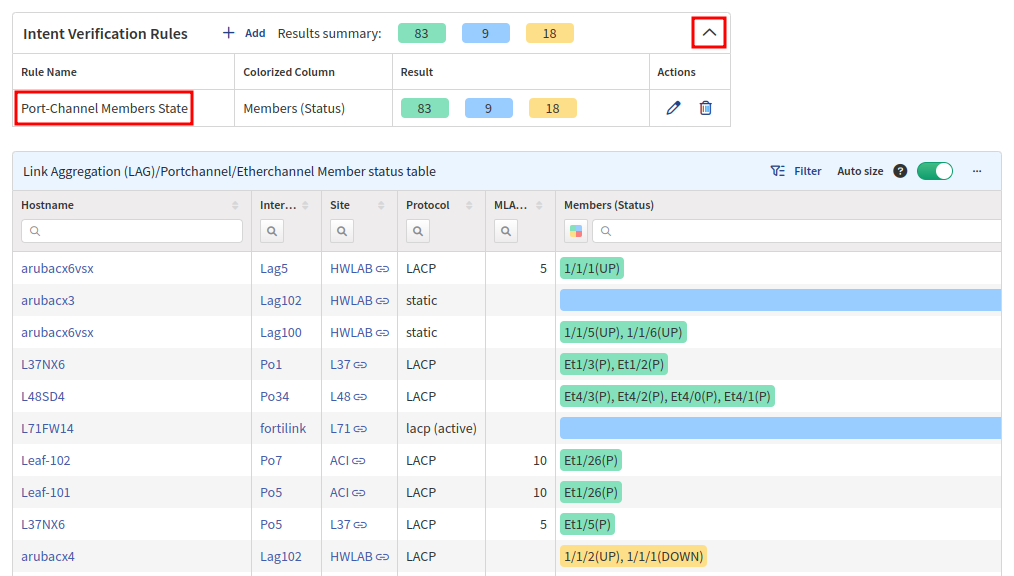 Intent Verification Rules + Add Results summary: 83 9 18
Rule Name Colorized Column Result Actions
Port-Channel Members State Members (Status) 83 9 18
Link Aggregation (LAG)/Portchannel/Etherchannel Member status table Filter Auto size ? ...
Hostname Inter... Site Protocol MLA... Members (Status)
arubacx6vsx Lag5 HWLAB LACP 5 1/1/1(UP)
arubacx3 Lag102 HWLAB static
arubacx6vsx Lag100 HWLAB static 1/1/5(UP), 1/1/6(UP)
L37NX6 Po1 L37 LACP Et1/3(P), Et1/2(P)
L48SD4 Po34 L48 LACP Et4/3(P), Et4/2(P), Et4/0(P), Et4/1(P)
L71FW14 fortilink L71 lacp (active)
Leaf-102 Po7 ACI LACP 10 Et1/26(P)
Leaf-101 Po5 ACI LACP 10 Et1/26(P)
L37NX6 Po5 L37 LACP 5 Et1/5(P)
arubacx4 Lag102 HWLAB LACP 1/1/2(UP), 1/1/1(DOWN)